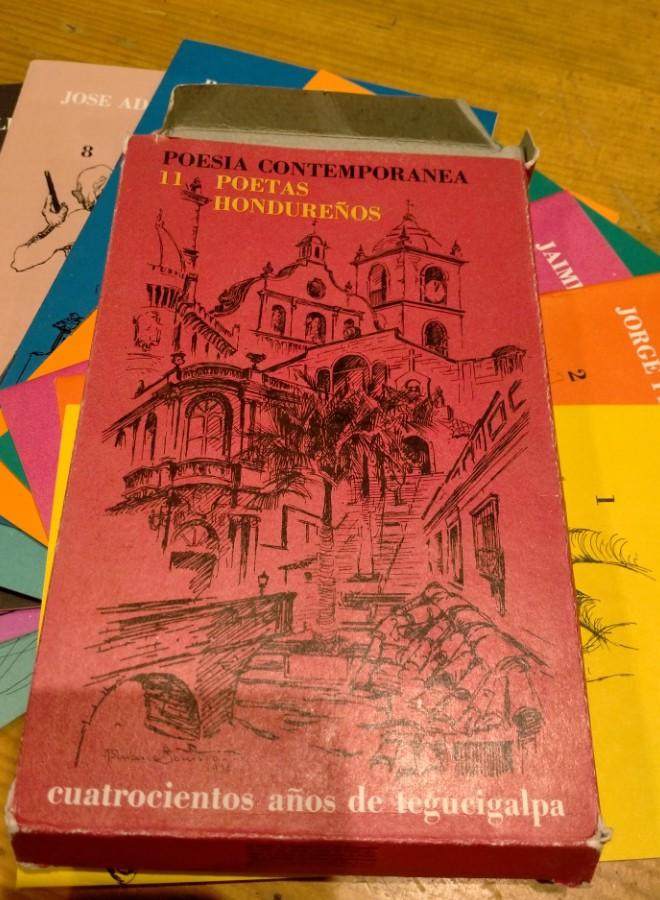 POESIA CONTEMPORANEA
11 POETAS
HONDUREÑOS
cuatrocientos años de tegucigalpa
JOSE AD
8
JAIM
JORGE
2
1